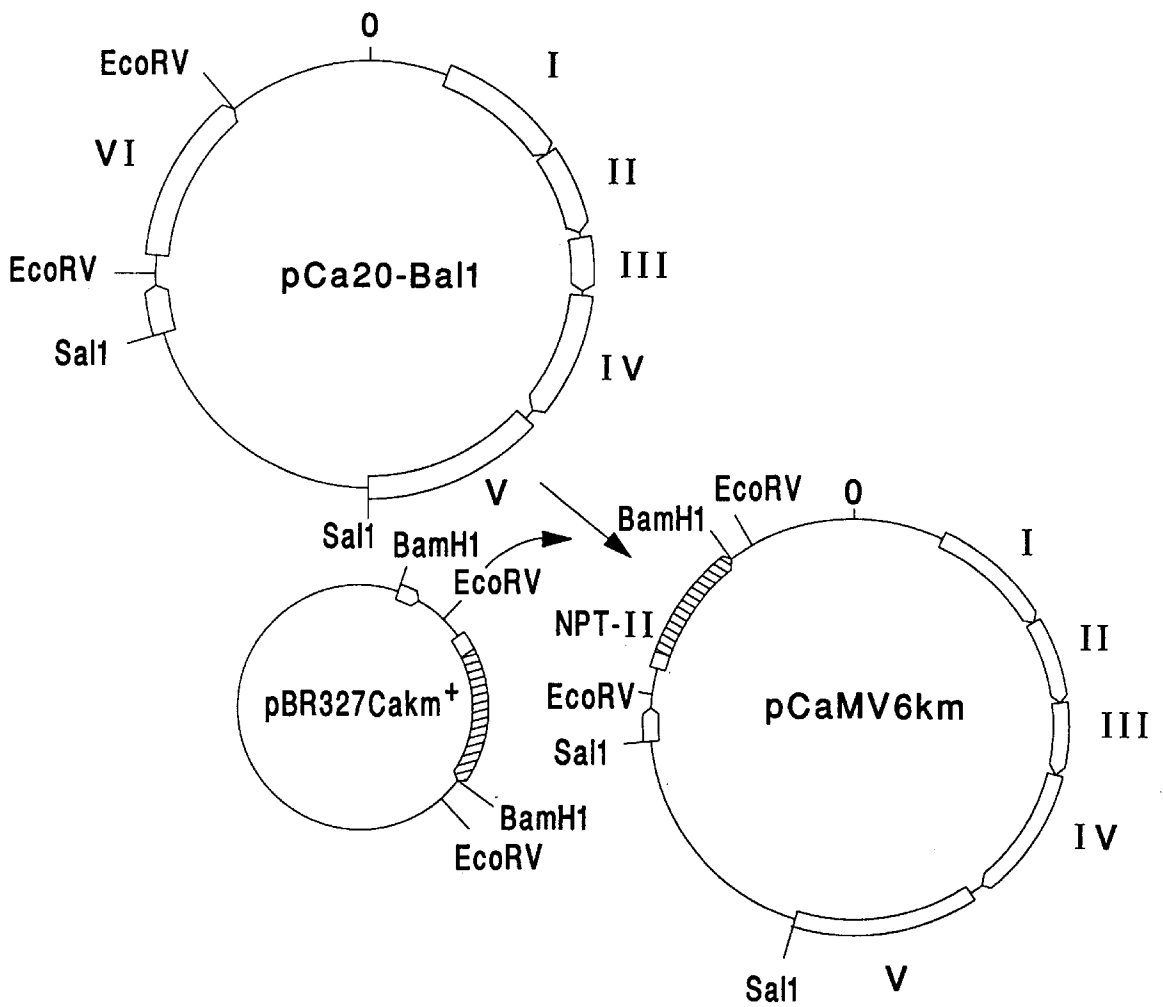 0
EcoRV
I
VI
II
EcoRV
pCa20-Bal1
III
Sal1
IV
V
Sal1
BamH1
EcoRV
pBR327Cakm+
BamH1
EcoRV
0
EcoRV
BamH1
I
NPT-II
II
EcoRV
pCaMV6km
III
Sal1
IV
Sal1
V